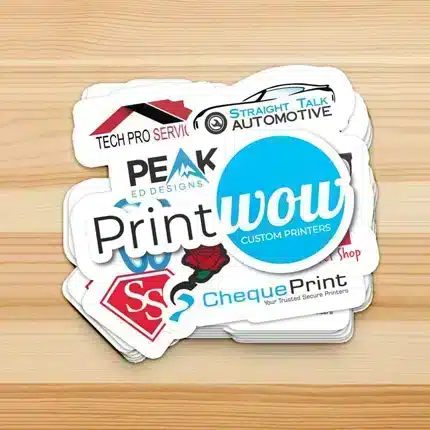 TECH PRO SERVIC
STRAIGHT TALK
AUTOMOTIVE
PEAK
ED DESIGNS
Print wow
CUSTOM PRINTERS
Shop
SS
ChequePrint
Your Trusted Secure Printers